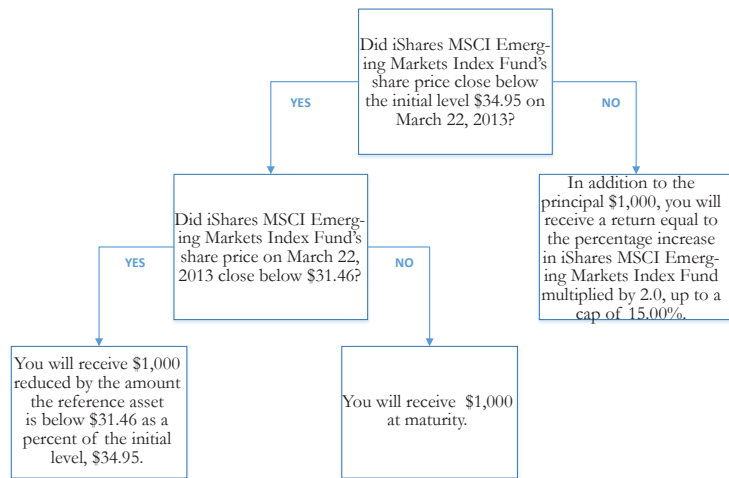 Did iShares MSCI Emerg-
ing Markets Index Fund's
share price close below
the initial level $34.95 on
March 22, 2013?
YES
NO
Did iShares MSCI Emerg-
ing Markets Index Fund's
share price on March 22,
2013 close below $31.46?
In addition to the
principal $1,000, you will
receive a return equal to
the percentage increase
in iShares MSCI Emerg-
ing Markets Index Fund
multiplied by 2.0, up to a
cap of 15.00%.
YES
NO
You will receive $1,000
reduced by the amount
the reference asset
is below $31.46 as a
percent of the initial
level, $34.95.
You will receive $1,000
at maturity.